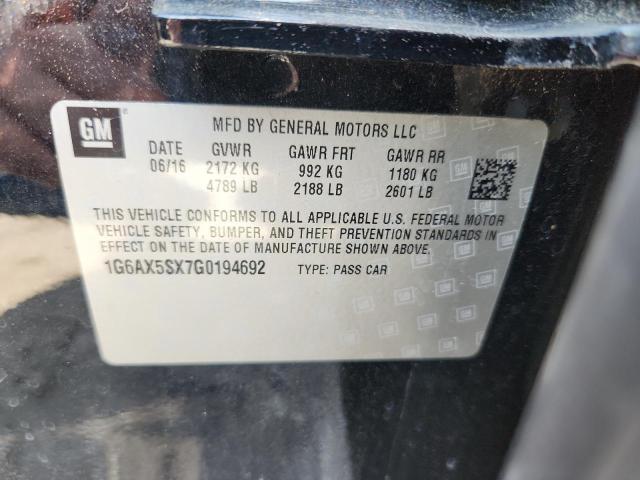 GM
MFD BY GENERAL MOTORS LLC
DATE GVWR GAWR FRT GAWR RR
06/16 2172 KG 992 KG 1180 KG
4789 LB 2188 LB 2601 LB
THIS VEHICLE CONFORMS TO ALL APPLICABLE U.S. FEDERAL MOTOR
VEHICLE SAFETY, BUMPER, AND THEFT PREVENTION STANDARDS IN
EFFECT ON THE DATE OF MANUFACTURE SHOWN ABOVE.
1G6AX5SX7G0194692 TYPE: PASS CAR